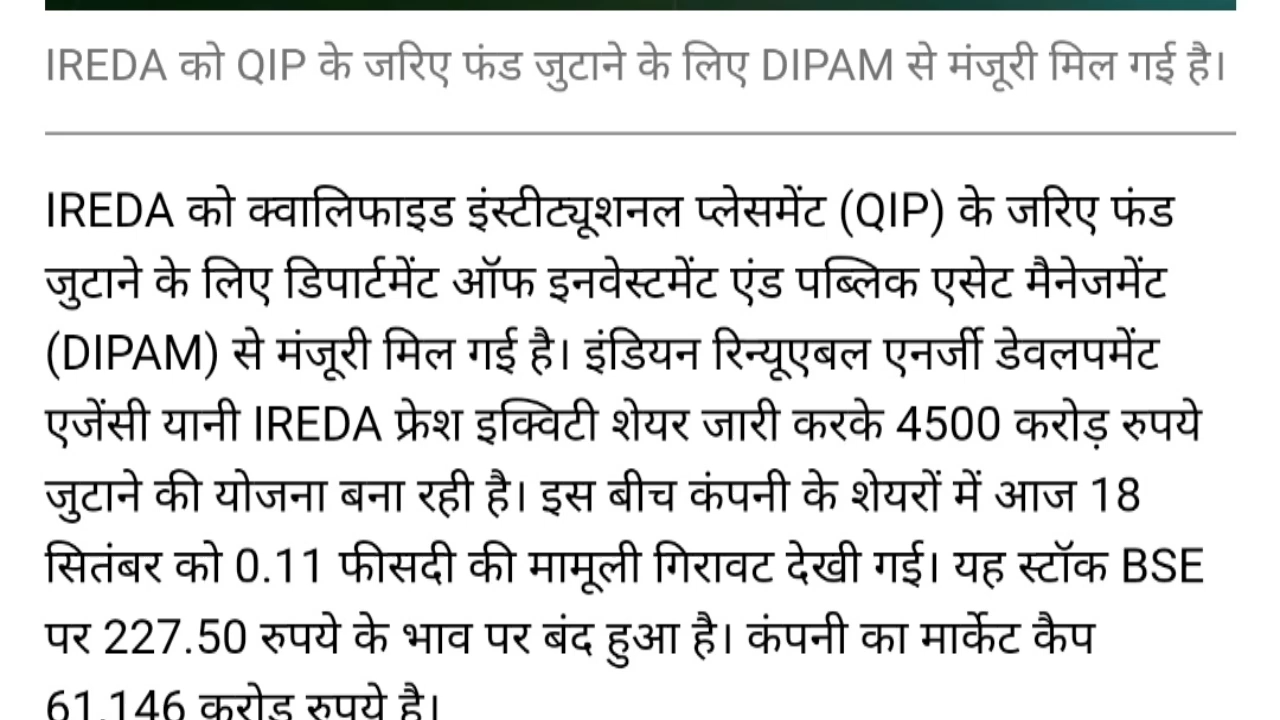 IREDA को QIP के जरिए फंड जुटाने के लिए DIPAM से मंजूरी मिल गई है।
IREDA को क्वालिफाइड इंस्टीट्यूशनल प्लेसमेंट (QIP) के जरिए फंड
जुटाने के लिए डिपार्टमेंट ऑफ इनवेस्टमेंट एंड पब्लिक एसेट मैनेजमेंट
(DIPAM) से मंजूरी मिल गई है। इंडियन रिन्यूएबल एनर्जी डेवलपमेंट
एजेंसी यानी IREDA फ्रेश इक्विटी शेयर जारी करके 4500 करोड़ रुपये
जुटाने की योजना बना रही है। इस बीच कंपनी के शेयरों में आज 18
सितंबर को 0.11 फीसदी की मामूली गिरावट देखी गई। यह स्टॉक BSE
पर 227.50 रुपये के भाव पर बंद हुआ है। कंपनी का मार्केट कैप
61,146 करोड़ रुपये है।